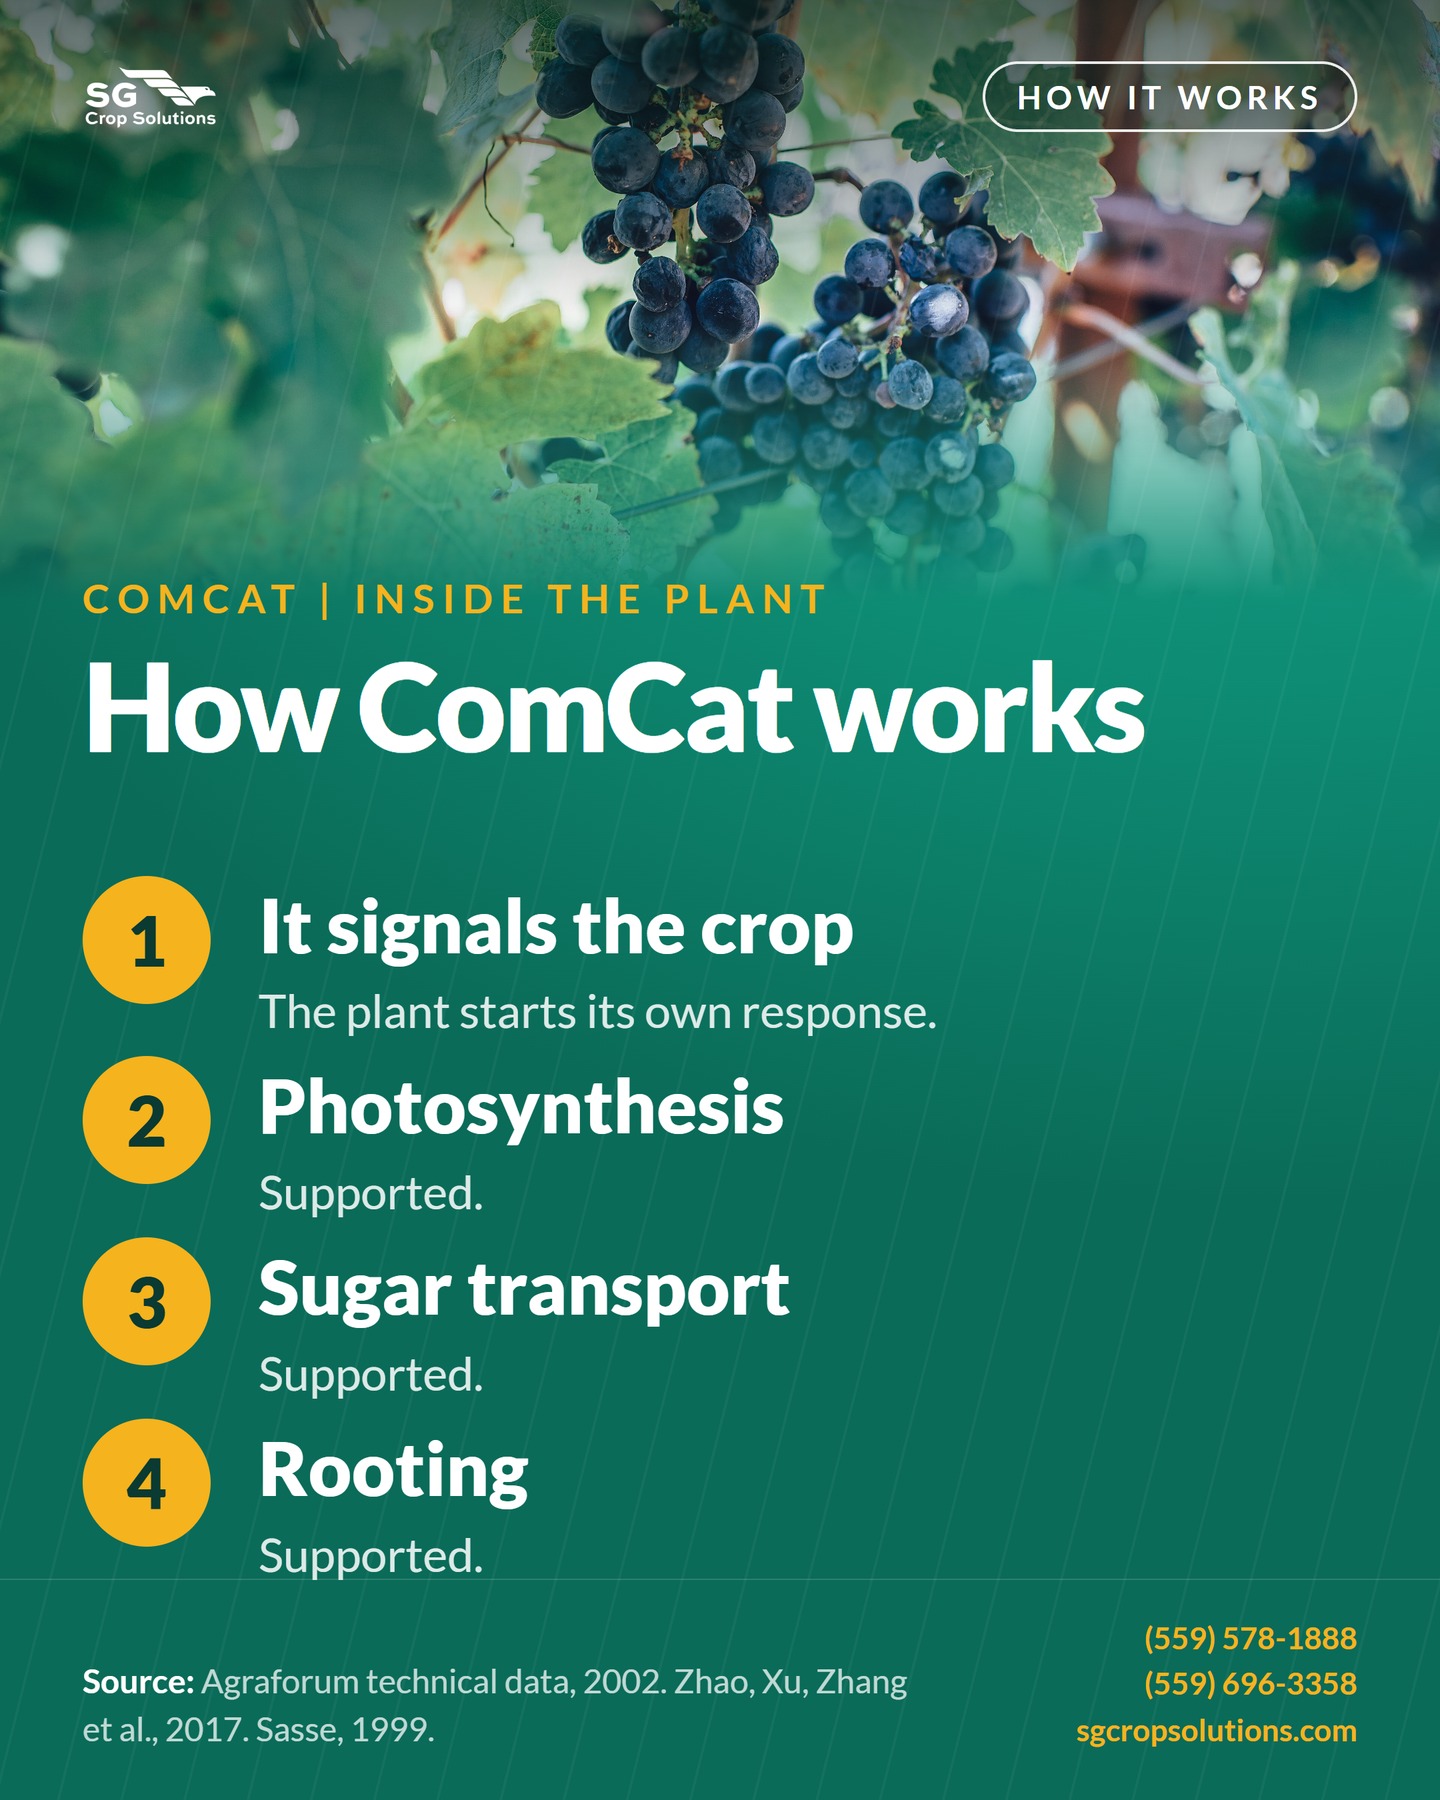 SG
Crop Solutions
HOW IT WORKS
COMCAT | INSIDE THE PLANT
How ComCat works
1
It signals the crop
The plant starts its own response.
2
Photosynthesis
Supported.
3
Sugar transport
Supported.
4
Rooting
Supported.
Source: Agraforum technical data, 2002. Zhao, Xu, Zhang
et al., 2017. Sasse, 1999.
(559) 578-1888
(559) 696-3358
sgcropsolutions.com